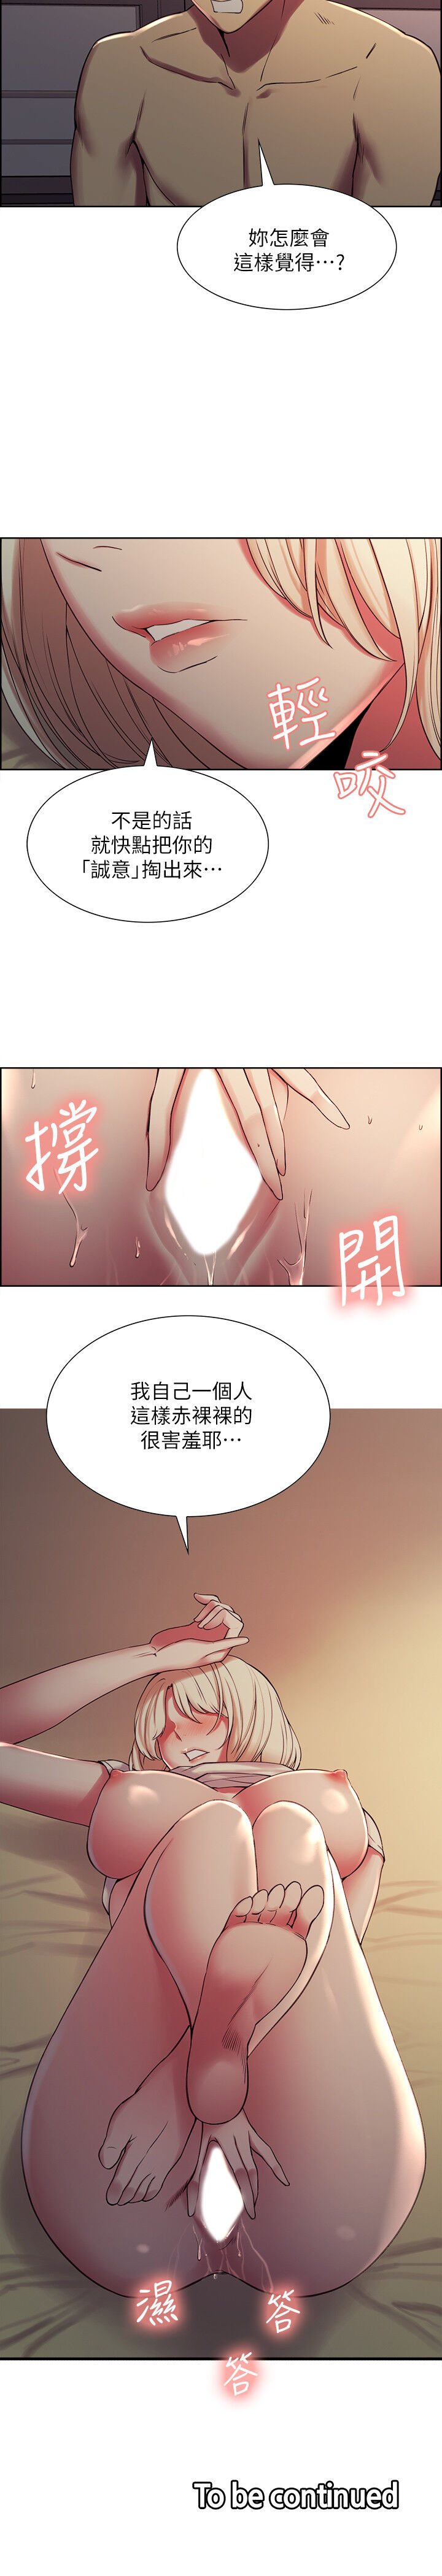 妳怎麼會
這樣覺得…?
輕
咬
不是的話
就快點把你的
「誠意」掏出來…
撐
開
我自己一個人
這樣赤裸裸的
很害羞耶…
濕
答
答
To be continued